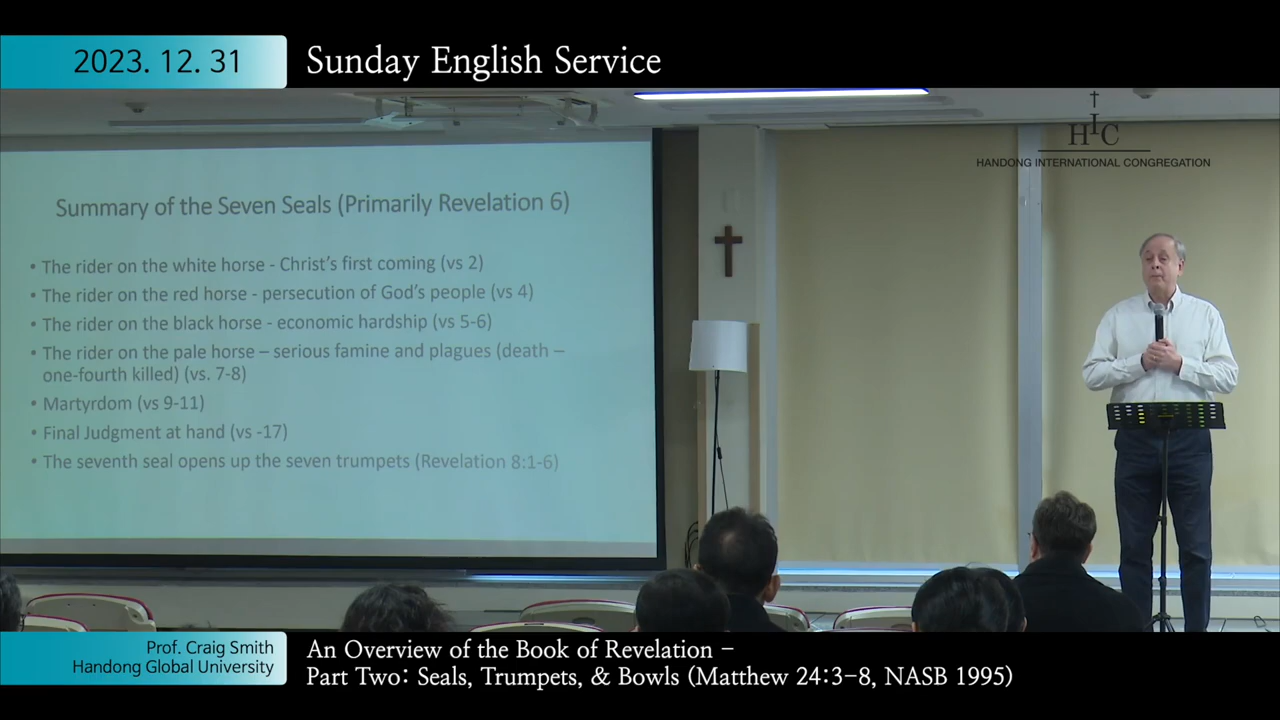 2023. 12. 31
Sunday English Service
HIC
HANDONG INTERNATIONAL CONGREGATION
Summary of the Seven Seals (Primarily Revelation 6)
• The rider on the white horse - Christ's first coming (vs 2)
• The rider on the red horse - persecution of God's people (vs 4)
• The rider on the black horse - economic hardship (vs 5-6)
• The rider on the pale horse – serious famine and plagues (death –
one-fourth killed) (vs. 7-8)
• Martyrdom (vs 9-11)
• Final Judgment at hand (vs -17)
• The seventh seal opens up the seven trumpets (Revelation 8:1-6)
Prof. Craig Smith
Handong Global University
An Overview of the Book of Revelation –
Part Two: Seals, Trumpets, & Bowls (Matthew 24:3-8, NASB 1995)